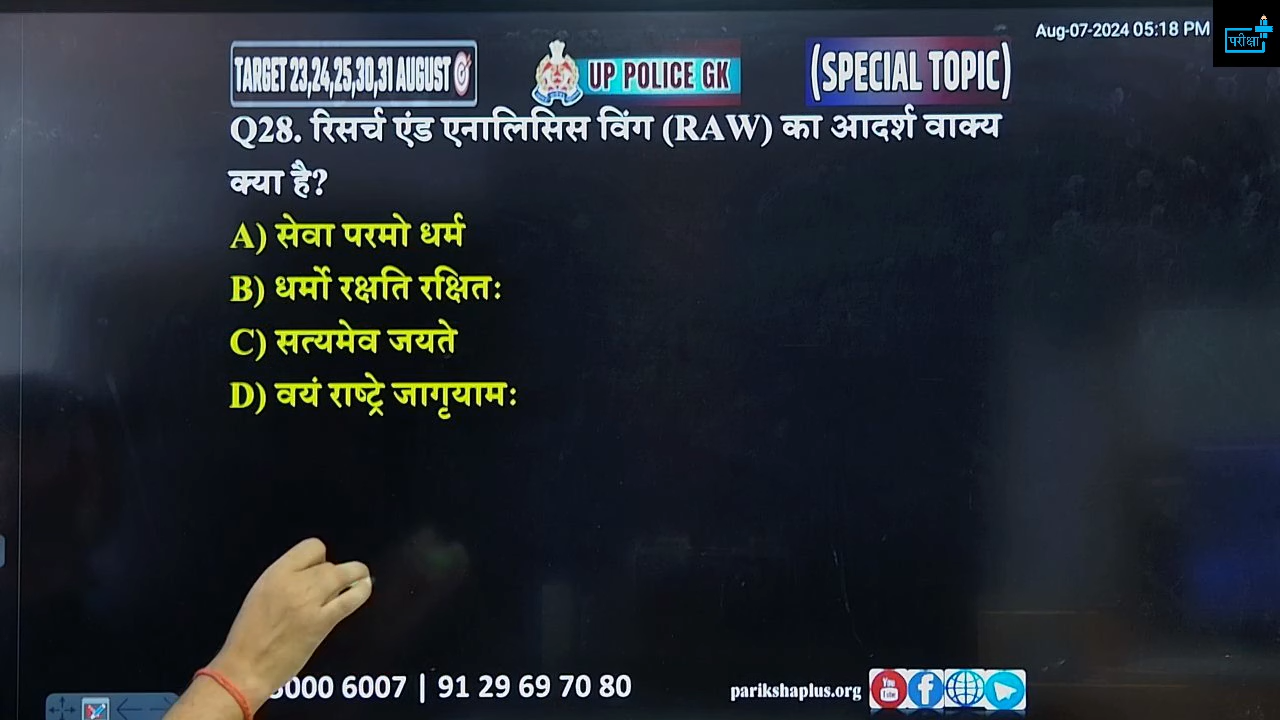 Aug-07-2024 05:18 PM
परीक्षा
TARGET 23,24,25,30,31 AUGUST
UP POLICE GK
(SPECIAL TOPIC)
Q28. रिसर्च एंड एनालिसिस विंग (RAW) का आदर्श वाक्य
क्या है?
A) सेवा परमो धर्म
B) धर्मो रक्षति रक्षितः
C) सत्यमेव जयते
D) वयं राष्ट्रे जागृयामः
6007 | 91 29 69 70 80
parikshaplus.org
You
Tube